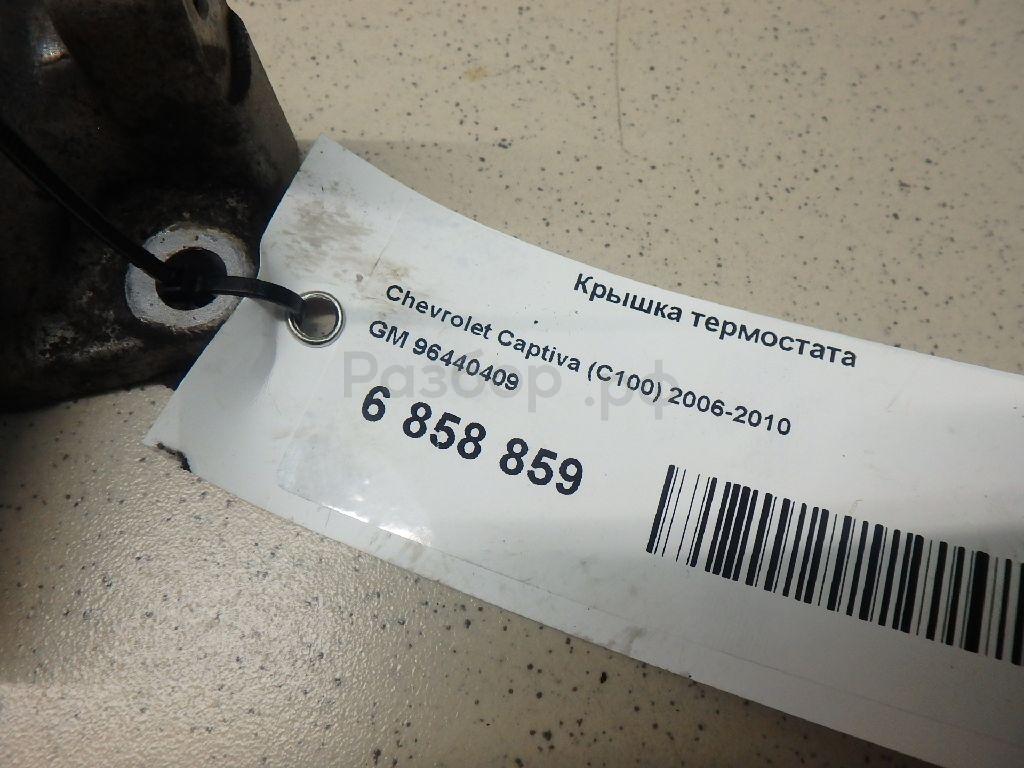 Крышка термостата
Chevrolet Captiva (C100) 2006-2010
GM 96440409
Разбор.рф
6 858 859